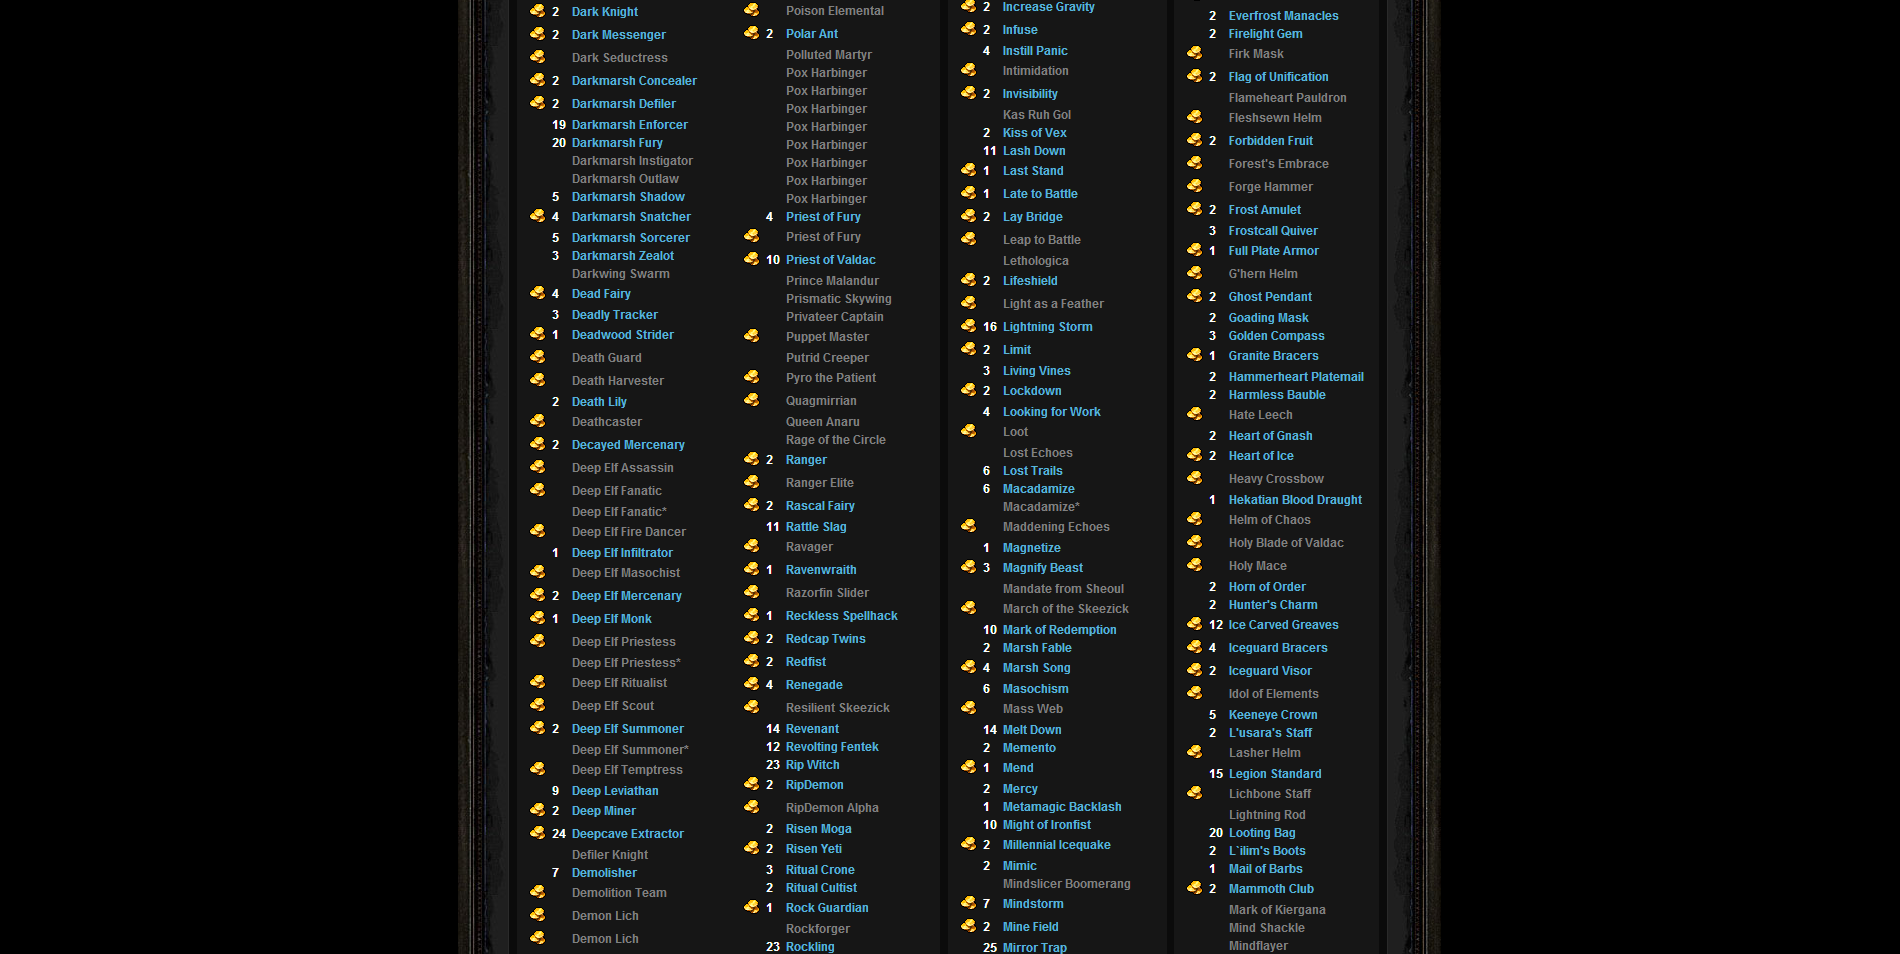 2 Dark Knight
2 Dark Messenger
Dark Seductress
2 Darkmarsh Concealer
2 Darkmarsh Defiler
19 Darkmarsh Enforcer
20 Darkmarsh Fury
Darkmarsh Instigator
Darkmarsh Outlaw
5 Darkmarsh Shadow
4 Darkmarsh Snatcher
5 Darkmarsh Sorcerer
3 Darkmarsh Zealot
Darkwing Swarm
4 Dead Fairy
3 Deadly Tracker
1 Deadwood Strider
Death Guard
Death Harvester
2 Death Lily
Deathcaster
2 Decayed Mercenary
Deep Elf Assassin
Deep Elf Fanatic
Deep Elf Fanatic*
Deep Elf Fire Dancer
1 Deep Elf Infiltrator
Deep Elf Masochist
2 Deep Elf Mercenary
1 Deep Elf Monk
Deep Elf Priestess
Deep Elf Priestess*
Deep Elf Ritualist
Deep Elf Scout
2 Deep Elf Summoner
Deep Elf Summoner*
Deep Elf Temptress
9 Deep Leviathan
2 Deep Miner
24 Deepcave Extractor
Defiler Knight
7 Demolisher
Demolition Team
Demon Lich
Demon Lich
Poison Elemental
2 Polar Ant
Polluted Martyr
Pox Harbinger
Pox Harbinger
Pox Harbinger
Pox Harbinger
Pox Harbinger
Pox Harbinger
Pox Harbinger
Pox Harbinger
4 Priest of Fury
Priest of Fury
10 Priest of Valdac
Prince Malandur
Prismatic Skywing
Privateer Captain
Puppet Master
Putrid Creeper
Pyro the Patient
Quagmirrian
Queen Anaru
Rage of the Circle
2 Ranger
Ranger Elite
2 Rascal Fairy
11 Rattle Slag
Ravager
1 Ravenwraith
Razorfin Slider
1 Reckless Spellhack
2 Redcap Twins
2 Redfist
4 Renegade
Resilient Skeezick
14 Revenant
12 Revolting Fentek
23 Rip Witch
2 RipDemon
RipDemon Alpha
2 Risen Moga
2 Risen Yeti
3 Ritual Crone
2 Ritual Cultist
1 Rock Guardian
Rockforger
23 Rockling
2 Increase Gravity
2 Infuse
4 Instill Panic
Intimidation
2 Invisibility
Kas Ruh Gol
2 Kiss of Vex
11 Lash Down
1 Last Stand
1 Late to Battle
2 Lay Bridge
Leap to Battle
Lethologica
2 Lifeshield
Light as a Feather
16 Lightning Storm
2 Limit
3 Living Vines
2 Lockdown
4 Looking for Work
Loot
Lost Echoes
6 Lost Trails
6 Macadamize
Macadamize*
Maddening Echoes
1 Magnetize
3 Magnify Beast
Mandate from Sheoul
March of the Skeezick
10 Mark of Redemption
2 Marsh Fable
4 Marsh Song
6 Masochism
Mass Web
14 Melt Down
2 Memento
1 Mend
2 Mercy
1 Metamagic Backlash
10 Might of Ironfist
2 Millennial Icequake
2 Mimic
Mindslicer Boomerang
7 Mindstorm
2 Mine Field
25 Mirror Trap
2 Everfrost Manacles
2 Firelight Gem
Firk Mask
2 Flag of Unification
Flameheart Pauldron
Fleshsewn Helm
2 Forbidden Fruit
Forest's Embrace
Forge Hammer
2 Frost Amulet
3 Frostcall Quiver
1 Full Plate Armor
G'hern Helm
2 Ghost Pendant
2 Goading Mask
3 Golden Compass
1 Granite Bracers
2 Hammerheart Platemail
2 Harmless Bauble
Hate Leech
2 Heart of Gnash
2 Heart of Ice
Heavy Crossbow
1 Hekatian Blood Draught
Helm of Chaos
Holy Blade of Valdac
Holy Mace
2 Horn of Order
2 Hunter's Charm
12 Ice Carved Greaves
4 Iceguard Bracers
2 Iceguard Visor
Idol of Elements
5 Keeneye Crown
2 L'usara's Staff
Lasher Helm
15 Legion Standard
Lichbone Staff
Lightning Rod
20 Looting Bag
2 L`ilim's Boots
1 Mail of Barbs
2 Mammoth Club
Mark of Kiergana
Mind Shackle
Mindflayer